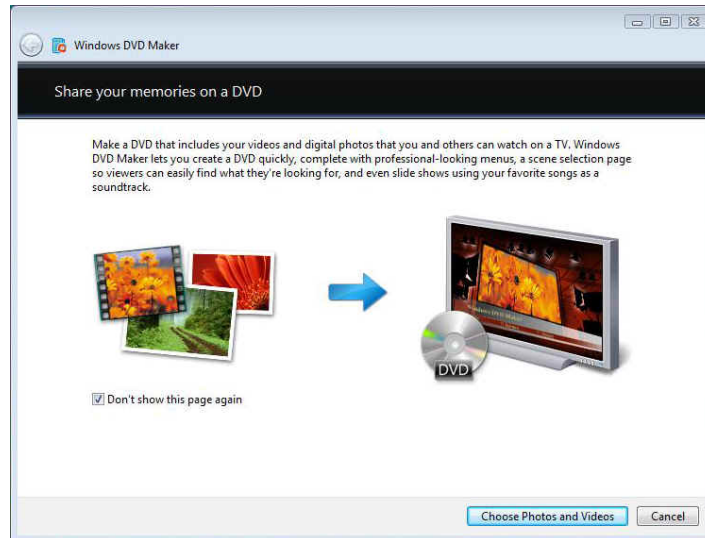 Windows DVD Maker
Share your memories on a DVD
Make a DVD that includes your videos and digital photos that you and others can watch on a TV. Windows
DVD Maker lets you create a DVD quickly, complete with professional-looking menus, a scene selection page
so viewers can easily find what they're looking for, and even slide shows using your favorite songs as a
soundtrack.
Windows DVD Maker
DVD
Don't show this page again
Choose Photos and Videos
Cancel